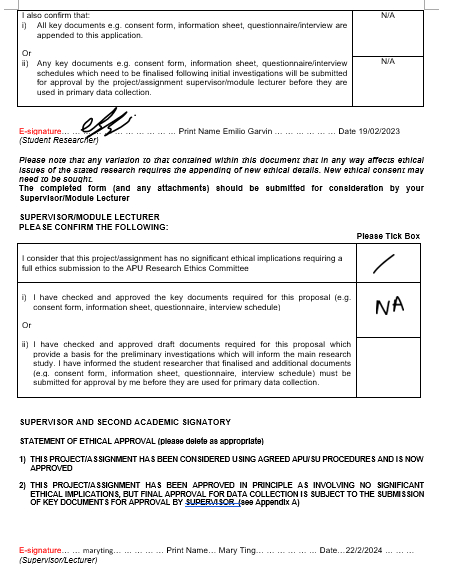 I also confirm that:
N/A
i) All key documents e.g. consent form, information sheet, questionnaire/interview are
appended to this application.
Or
N/A
ii) Any key documents e.g. consent form, information sheet, questionnaire/interview
schedules which need to be finalised following initial investigations will be submitted
for approval by the project/assignment supervisor/module lecturer before they are
used in primary data collection.
E-signature… … … … … … … … Print Name Emilio Garvin … … … … … Date 19/02/2023
(Student Researcher)
Please note that any variation to that contained within this document that in any way affects ethical
issues of the stated research requires the appending of new ethical details. New ethical consent may
need to be sought.
The completed form (and any attachments) should be submitted for consideration by your
Supervisor/Module Lecturer
SUPERVISOR/MODULE LECTURER
PLEASE CONFIRM THE FOLLOWING:
Please Tick Box
I consider that this project/assignment has no significant ethical implications requiring a
full ethics submission to the APU Research Ethics Committee
i) I have checked and approved the key documents required for this proposal (e.g.
consent form, information sheet, questionnaire, interview schedule)
NA
Or
ii) I have checked and approved draft documents required for this proposal which
provide a basis for the preliminary investigations which will inform the main research
study. I have informed the student researcher that finalised and additional documents
(e.g. consent form, information sheet, questionnaire, interview schedule) must be
submitted for approval by me before they are used for primary data collection.
SUPERVISOR AND SECOND ACADEMIC SIGNATORY
STATEMENT OF ETHICAL APPROVAL (please delete as appropriate)
1) THIS PROJECT/ASSIGNMENT HAS BEEN CONSIDERED USING AGREED APU/SU PROCEDURES AND IS NOW
APPROVED
2) THIS PROJECT/ASSIGNMENT HAS BEEN APPROVED IN PRINCIPLE AS INVOLVING NO SIGNIFICANT
ETHICAL IMPLICATIONS, BUT FINAL APPROVAL FOR DATA COLLECTION IS SUBJECT TO THE SUBMISSION
OF KEY DOCUMENTS FOR APPROVAL BY SUPERVISOR (see Appendix A)
E-signature… … maryting… … … … Print Name… Mary Ting… … … … Date…22/2/2024 … …
(Supervisor/Lecturer)